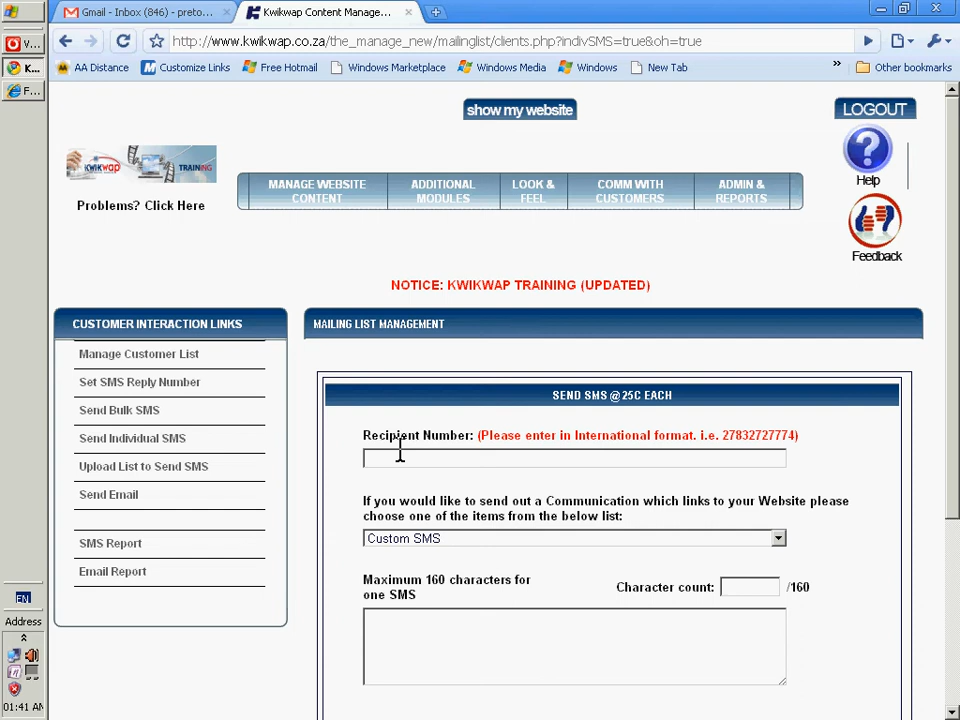 Gmail - Inbox (846) - preto...
Kwikwap Content Manage...
http://www.kwikwap.co.za/the_manage_new/mailinglist/clients.php?indivSMS=true&oh=true
AA Distance
Customize Links
Free Hotmail
Windows Marketplace
Windows Media
Windows
New Tab
»
Other bookmarks
V...
K...
F...
show my website
LOGOUT
KWIKWAP
TRAINING
Problems? Click Here
MANAGE WEBSITE
CONTENT
ADDITIONAL
MODULES
LOOK &
FEEL
COMM WITH
CUSTOMERS
ADMIN &
REPORTS
?
Help
Feedback
NOTICE: KWIKWAP TRAINING (UPDATED)
CUSTOMER INTERACTION LINKS
Manage Customer List
Set SMS Reply Number
Send Bulk SMS
Send Individual SMS
Upload List to Send SMS
Send Email
SMS Report
Email Report
MAILING LIST MANAGEMENT
SEND SMS @25C EACH
Recipient Number: (Please enter in International format. i.e. 27832727774)
If you would like to send out a Communication which links to your Website please
choose one of the items from the below list:
Custom SMS
Maximum 160 characters for
one SMS
Character count: /160
EN
Address
01:41 AM